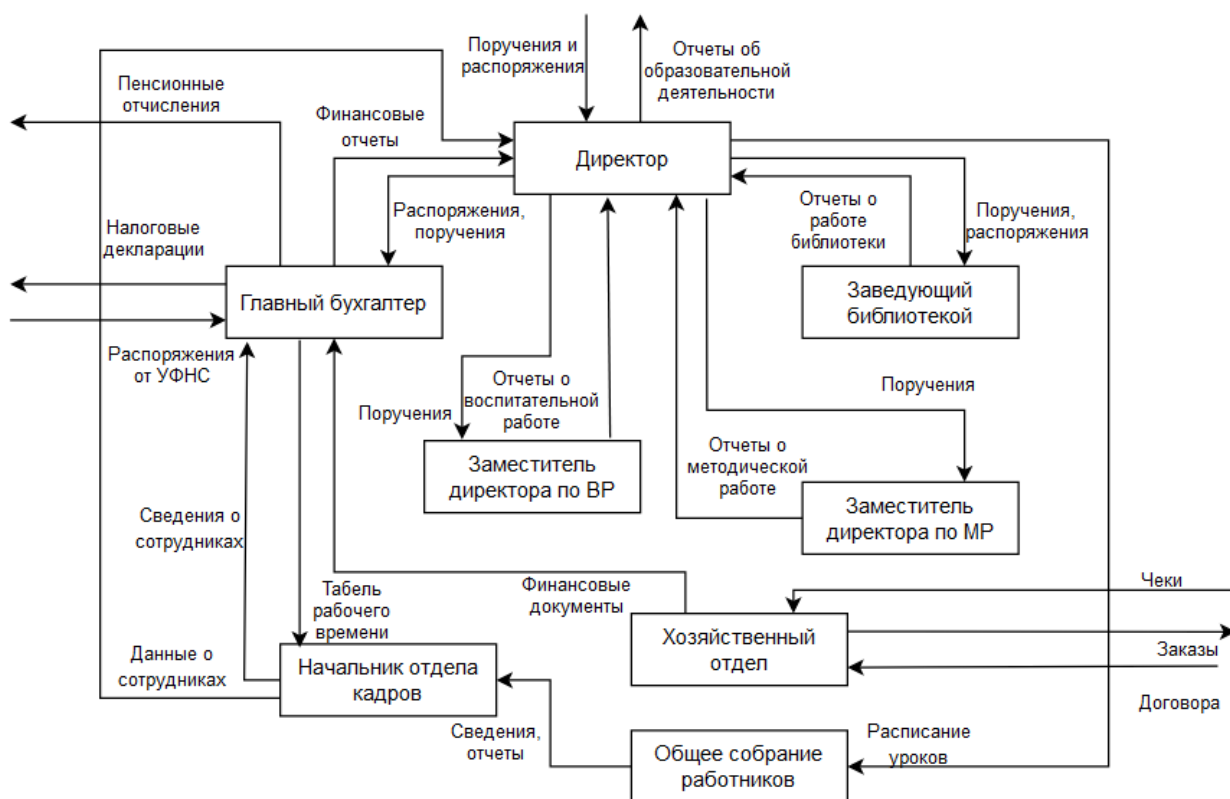 Поручения и
распоряжения
Отчеты об
образовательной
деятельности
Пенсионные
отчисления
Финансовые
отчеты
Директор
Распоряжения,
поручения
Отчеты о
работе
библиотеки
Поручения,
распоряжения
Налоговые
декларации
Главный бухгалтер
Заведующий
библиотекой
Распоряжения
от УФНС
Поручения
Отчеты о
воспитательной
работе
Поручения
Заместитель
директора по ВР
Отчеты о
методической
работе
Заместитель
директора по МР
Сведения о
сотрудниках
Табель
рабочего
времени
Финансовые
документы
Чеки
Хозяйственный
отдел
Заказы
Данные о
сотрудниках
Начальник отдела
кадров
Договора
Сведения,
отчеты
Общее собрание
работников
Расписание
уроков